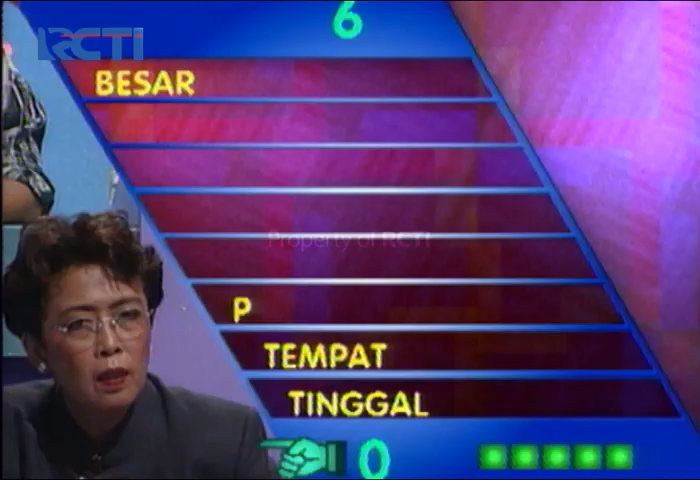 6
RCTI
BESAR
Property of RCTI
P
TEMPAT
TINGGAL
0